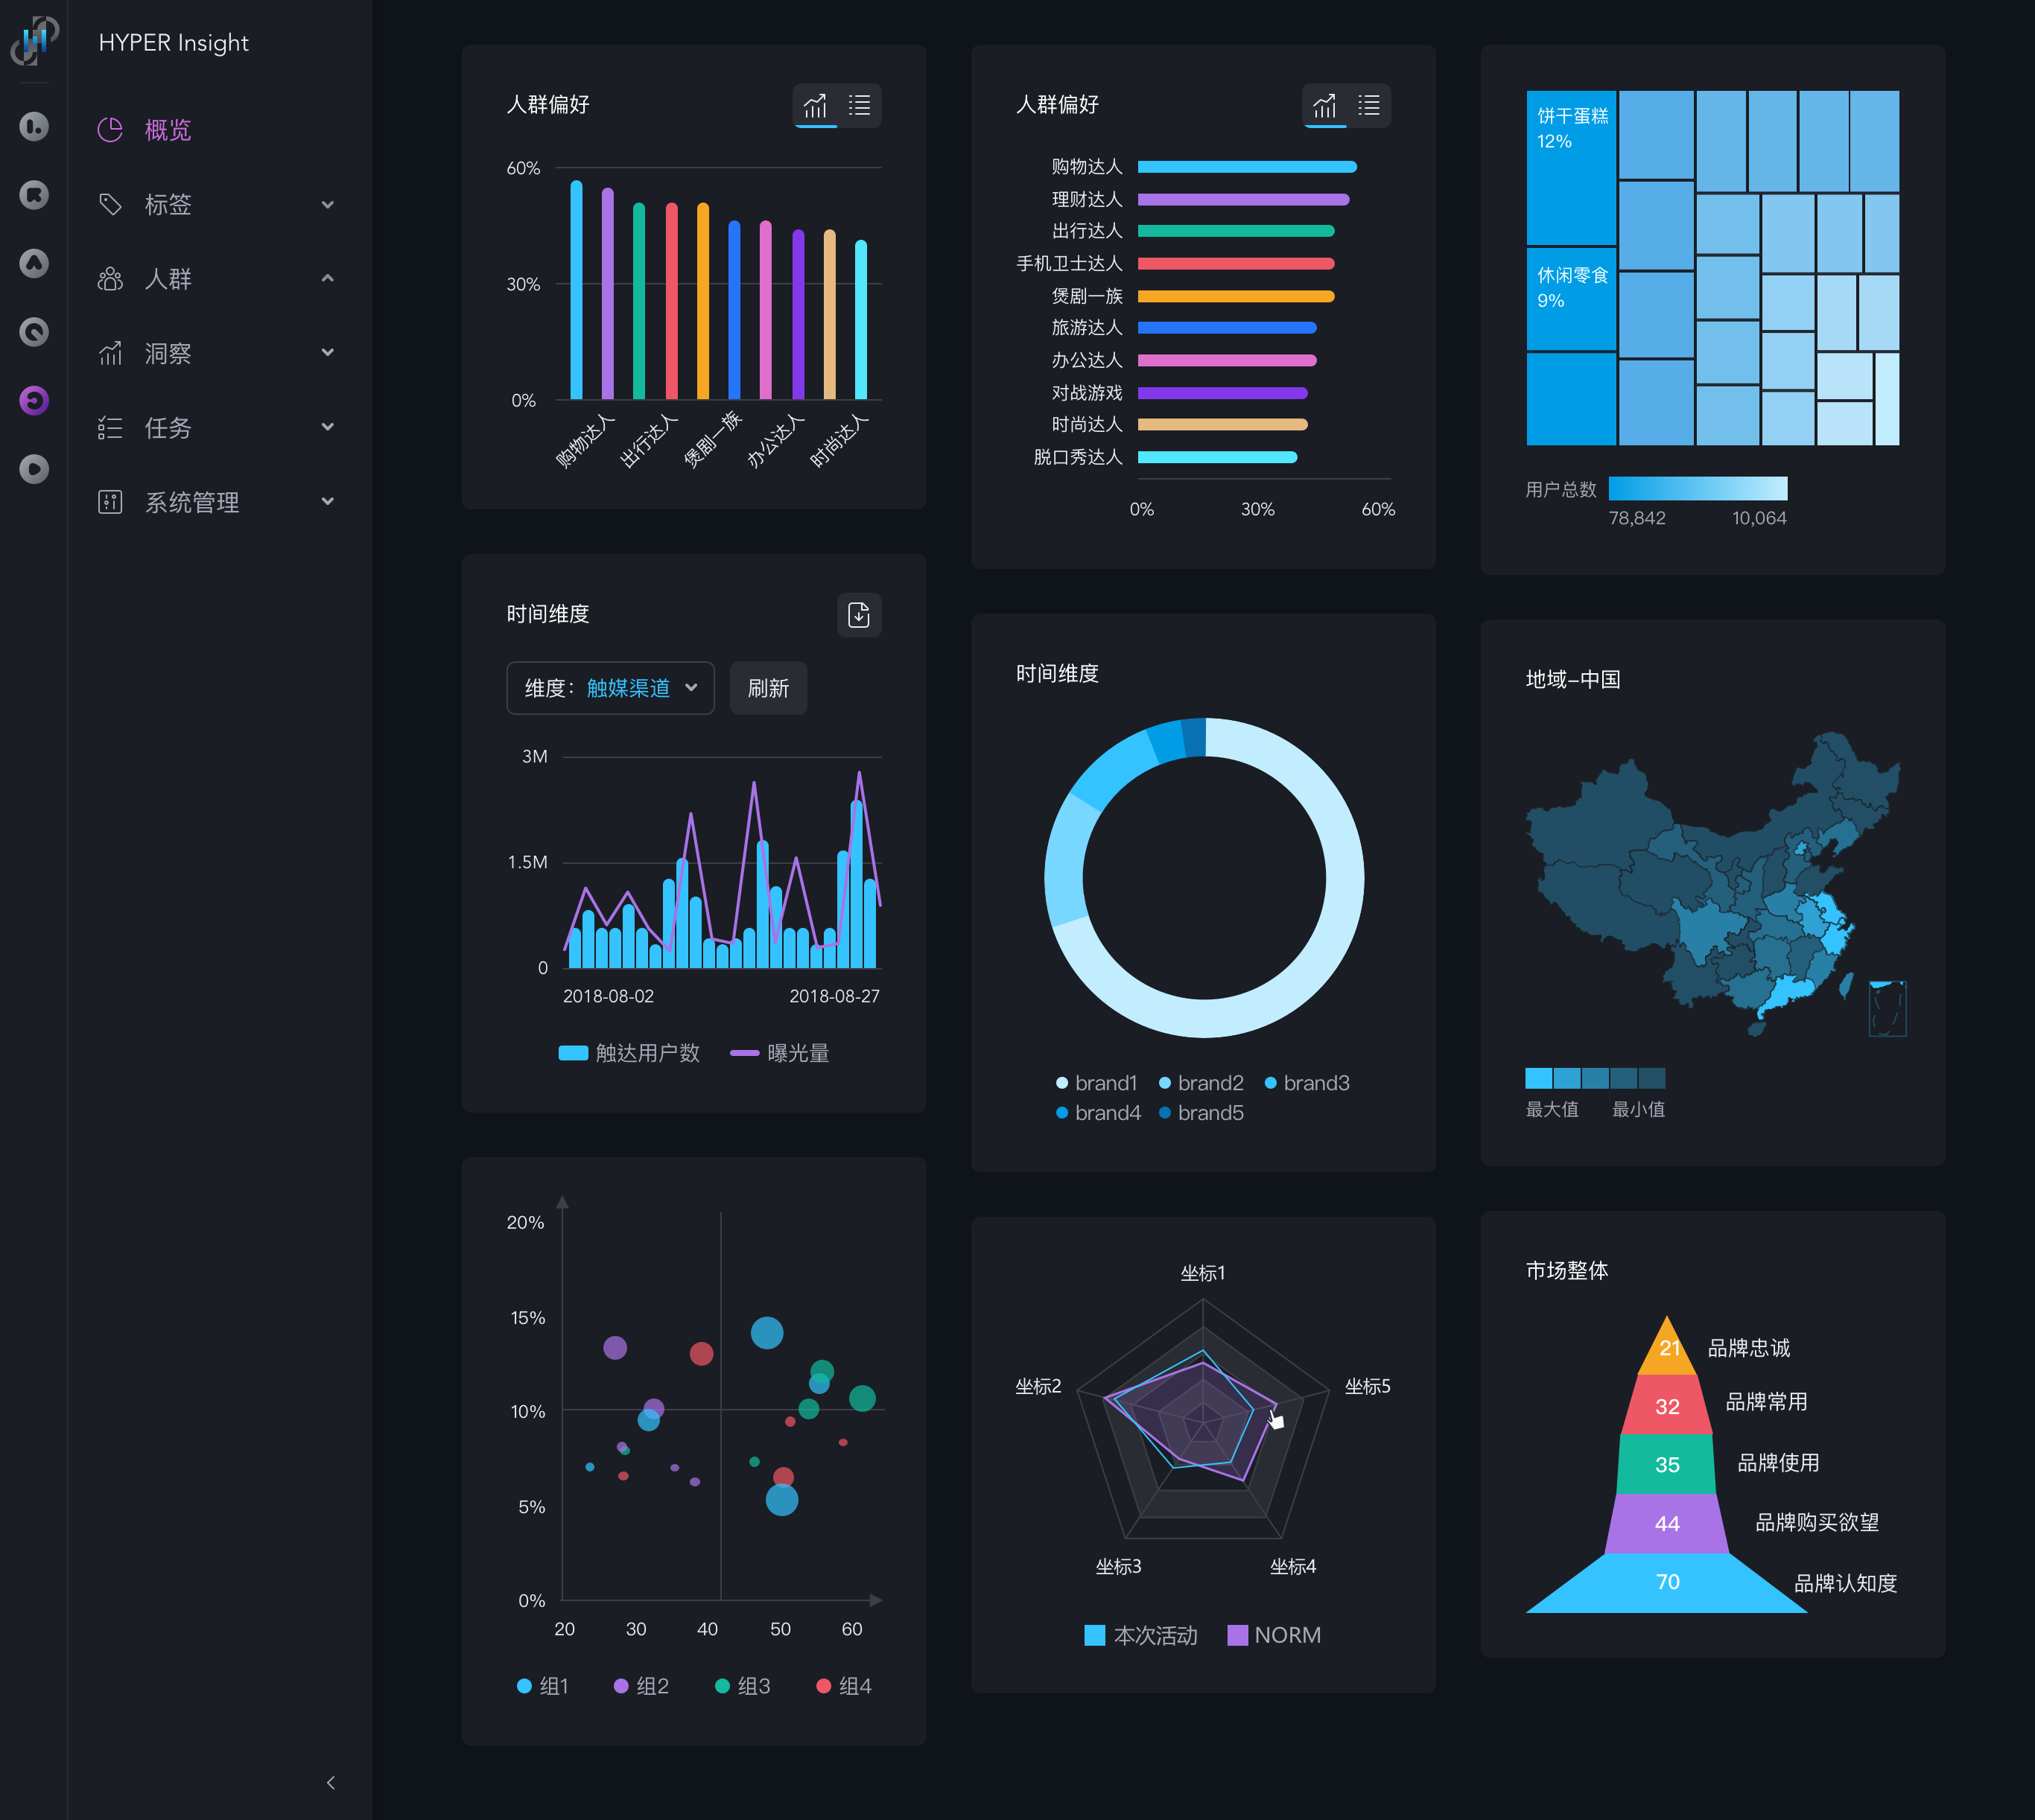 HYPER Insight
概览
标签
人群
洞察
任务
系统管理
人群偏好
60%
30%
0%
购物达人
出行达人
煲剧一族
办公达人
时尚达人
时间维度
维度：触媒渠道
刷新
3M
1.5M
0
2018-08-02
2018-08-27
触达用户数
曝光量
20%
15%
10%
5%
0%
20
30
40
50
60
组1
组2
组3
组4
人群偏好
购物达人
理财达人
出行达人
手机卫士达人
煲剧一族
旅游达人
办公达人
对战游戏
时尚达人
脱口秀达人
0%
30%
60%
时间维度
brand1
brand2
brand3
brand4
brand5
坐标1
坐标2
坐标5
坐标3
坐标4
本次活动
NORM
饼干蛋糕
12%
休闲零食
9%
用户总数
78,842
10,064
地域–中国
最大值
最小值
市场整体
21
品牌忠诚
32
品牌常用
35
品牌使用
44
品牌购买欲望
70
品牌认知度